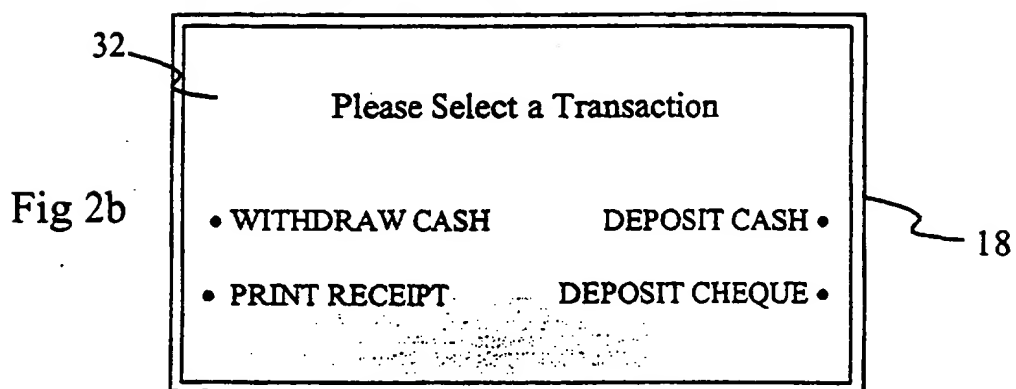 32
Please Select a Transaction
Fig 2b
• WITHDRAW CASH DEPOSIT CASH •
18
• PRINT RECEIPT DEPOSIT CHEQUE •